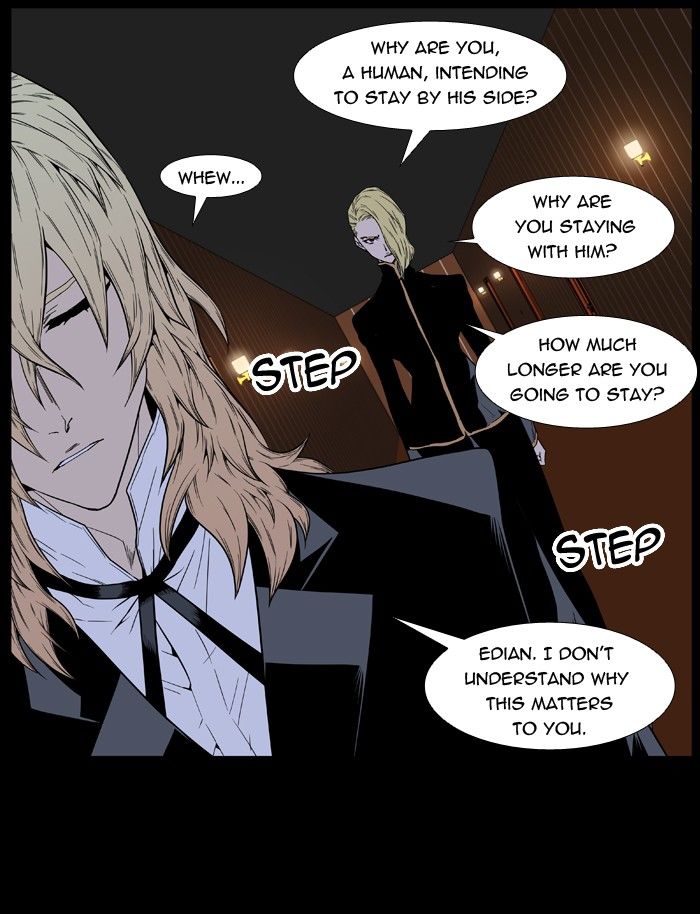 WHY ARE YOU,
A HUMAN, INTENDING
TO STAY BY HIS SIDE?
WHEW...
WHY ARE
YOU STAYING
WITH HIM?
HOW MUCH
LONGER ARE YOU
GOING TO STAY?
STEP
STEP
EDIAN. I DON'T
UNDERSTAND WHY
THIS MATTERS
TO YOU.